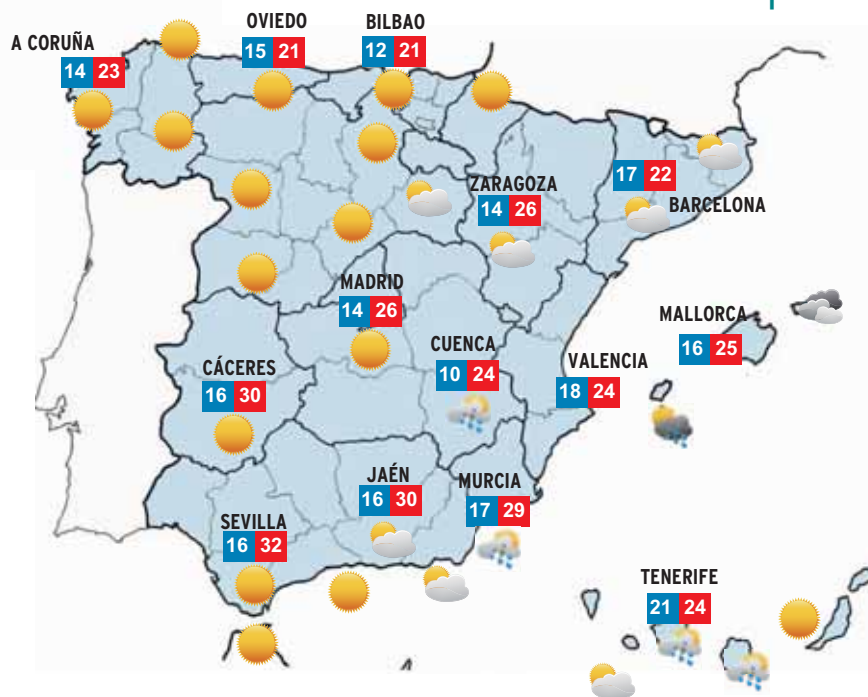 OVIEDO
15 21
BILBAO
12 21
A CORUÑA
14 23
ZARAGOZA
14 26
17 22
BARCELONA
MADRID
14 26
MALLORCA
16 25
CUENCA
10 24
VALENCIA
18 24
CÁCERES
16 30
JAÉN
16 30
MURCIA
17 29
SEVILLA
16 32
TENERIFE
21 24